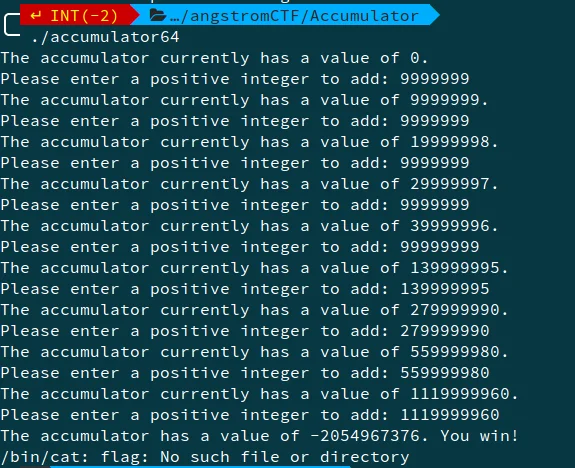 ↵ INT(-2) …/angstromCTF/Accumulator
./accumulator64
The accumulator currently has a value of 0.
Please enter a positive integer to add: 9999999
The accumulator currently has a value of 9999999.
Please enter a positive integer to add: 9999999
The accumulator currently has a value of 19999998.
Please enter a positive integer to add: 9999999
The accumulator currently has a value of 29999997.
Please enter a positive integer to add: 9999999
The accumulator currently has a value of 39999996.
Please enter a positive integer to add: 99999999
The accumulator currently has a value of 139999995.
Please enter a positive integer to add: 139999995
The accumulator currently has a value of 279999990.
Please enter a positive integer to add: 279999990
The accumulator currently has a value of 559999980.
Please enter a positive integer to add: 559999980
The accumulator currently has a value of 1119999960.
Please enter a positive integer to add: 1119999960
The accumulator has a value of -2054967376. You win!
/bin/cat: flag: No such file or directory